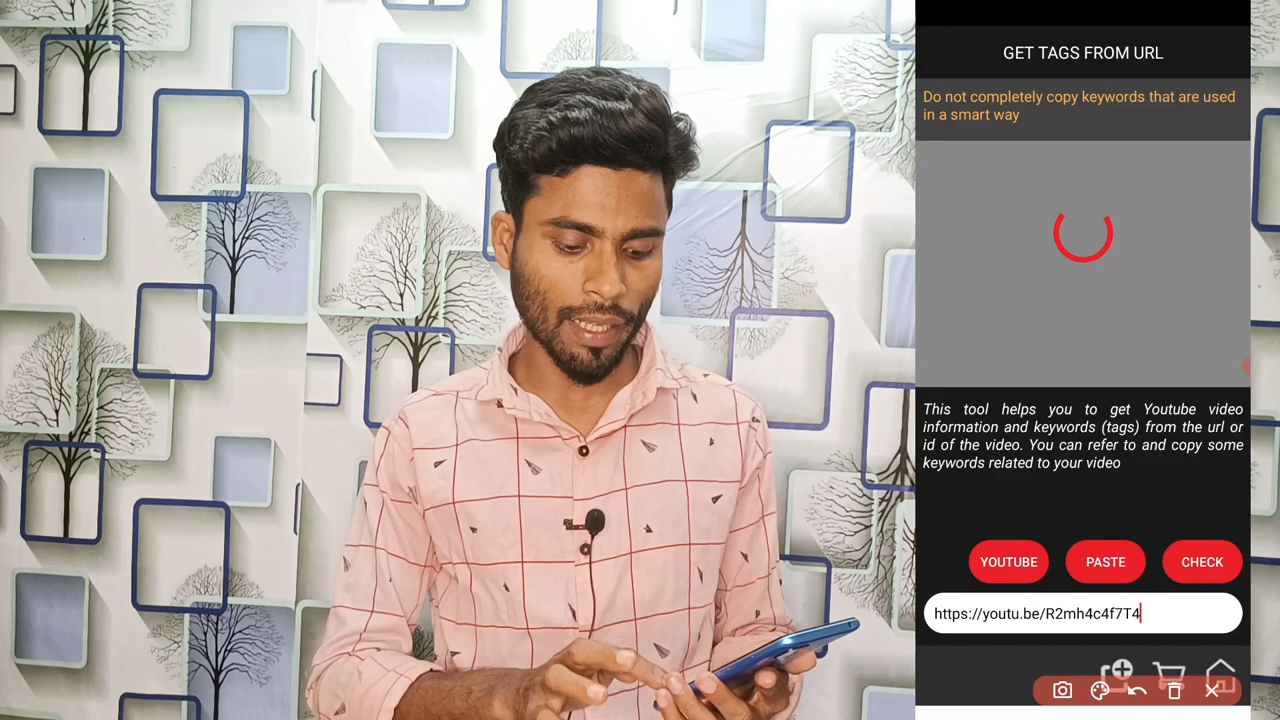 GET TAGS FROM URL
Do not completely copy keywords that are used
in a smart way
This tool helps you to get Youtube video
information and keywords (tags) from the url or
id of the video. You can refer to and copy some
keywords related to your video
YOUTUBE PASTE CHECK
https://youtu.be/R2mh4c4f7T4